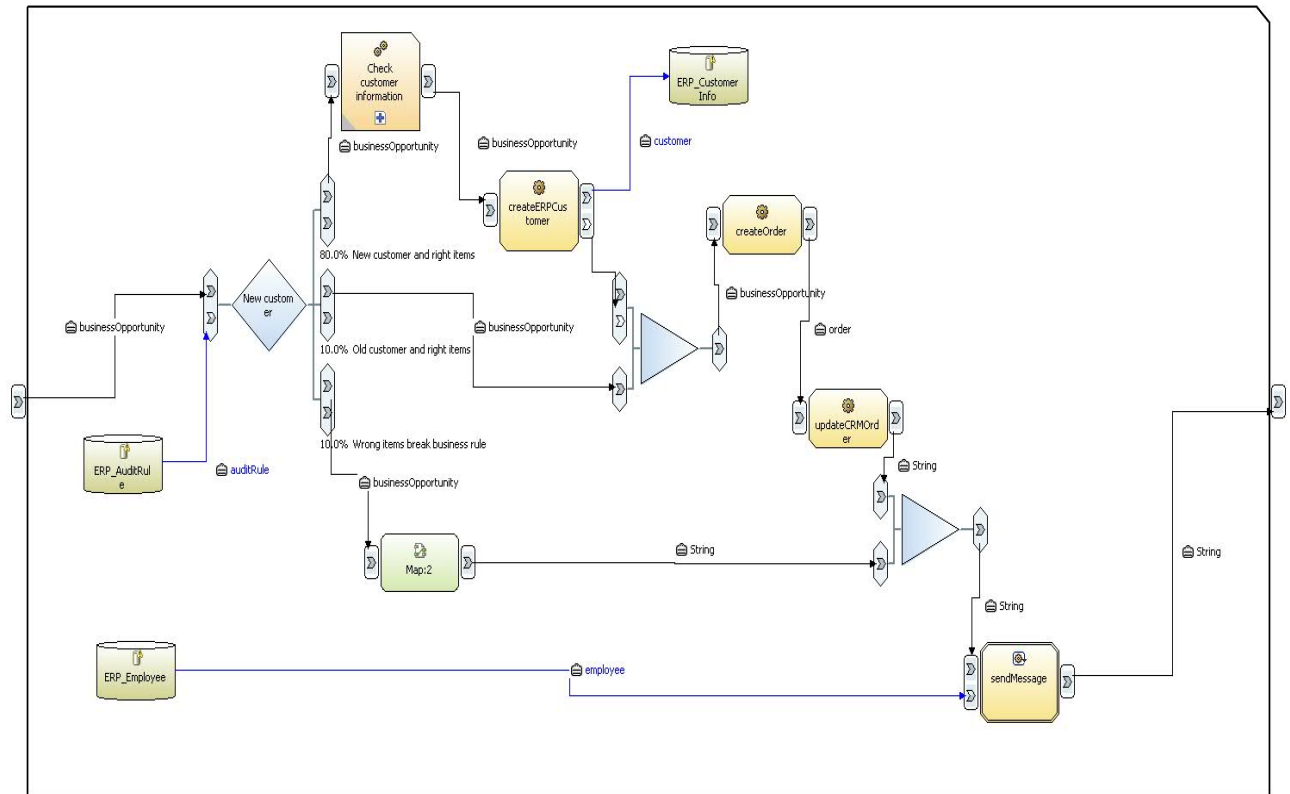 Check
customer
information
ERP_Customer
Info
businessOpportunity
businessOpportunity
customer
createERPCus
tomer
createOrder
80.0% New customer and right items
New custom
er
businessOpportunity
businessOpportunity
businessOpportunity
order
10.0% Old customer and right items
updateCRMOrd
er
10.0% Wrong items break business rule
ERP_AuditRul
e
auditRule
String
businessOpportunity
Map:2
String
String
String
ERP_Employee
employee
sendMessage